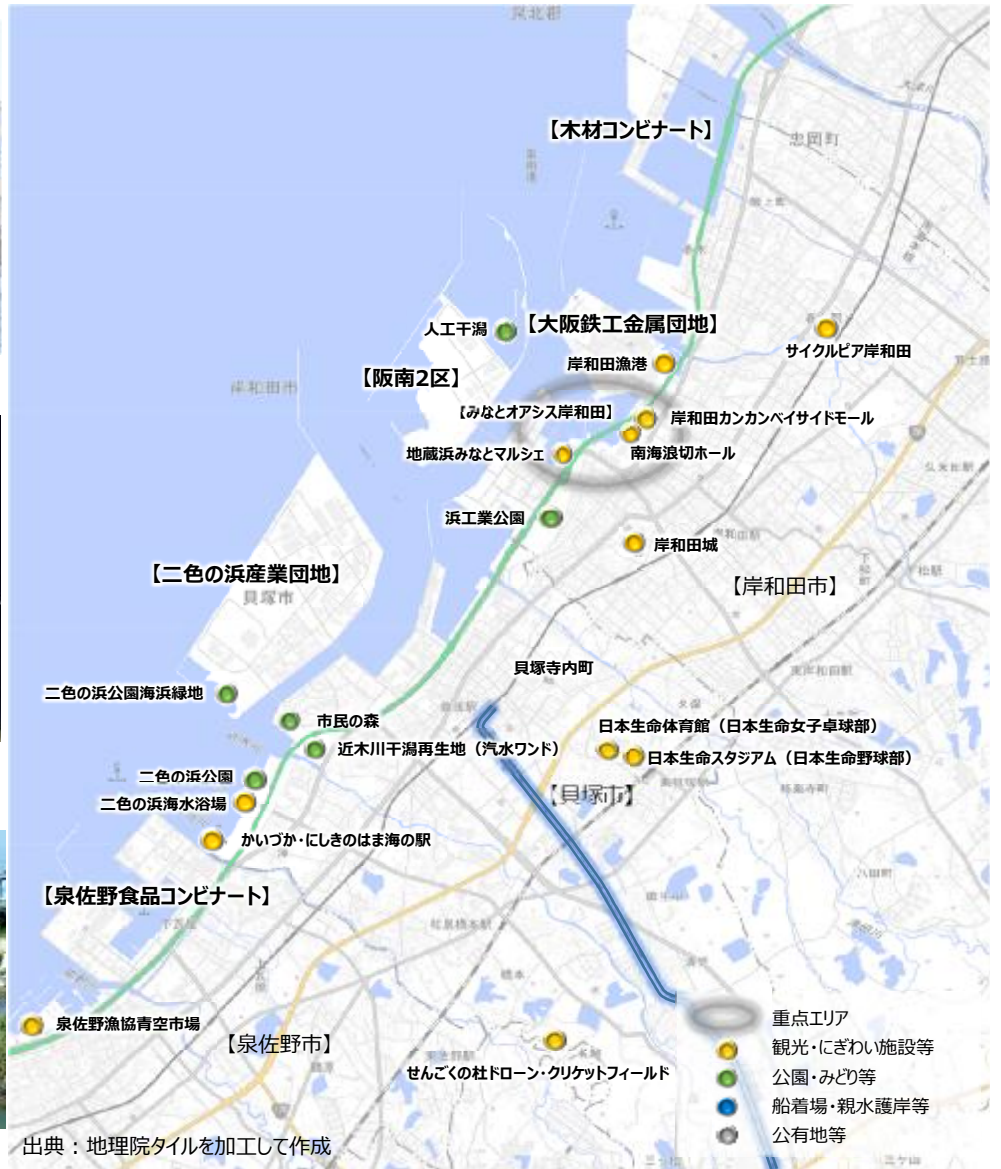 【木材コンビナート】
忠岡町
人工干潟
【大阪鉄工金属団地】
サイクルピア岸和田
岸和田漁港
【阪南2区】
岸和田市
【みなとオアシス岸和田】
岸和田カンカンベイサイドモール
地蔵浜みなとマルシェ
南海浪切ホール
浜工業公園
岸和田城
【二色の浜産業団地】
貝塚市
【岸和田市】
貝塚寺内町
二色の浜公園海浜緑地
市民の森
日本生命体育館（日本生命女子卓球部）
近木川干潟再生地（汽水ワンド）
日本生命スタジアム（日本生命野球部）
二色の浜公園
【貝塚市】
二色の浜海水浴場
かいづか・にしきのはま海の駅
【泉佐野食品コンビナート】
泉佐野漁協青空市場
【泉佐野市】
せんごくの杜ドローン・クリケットフィールド
重点エリア
観光・にぎわい施設等
公園・みどり等
船着場・親水護岸等
公有地等
出典：地理院タイルを加工して作成